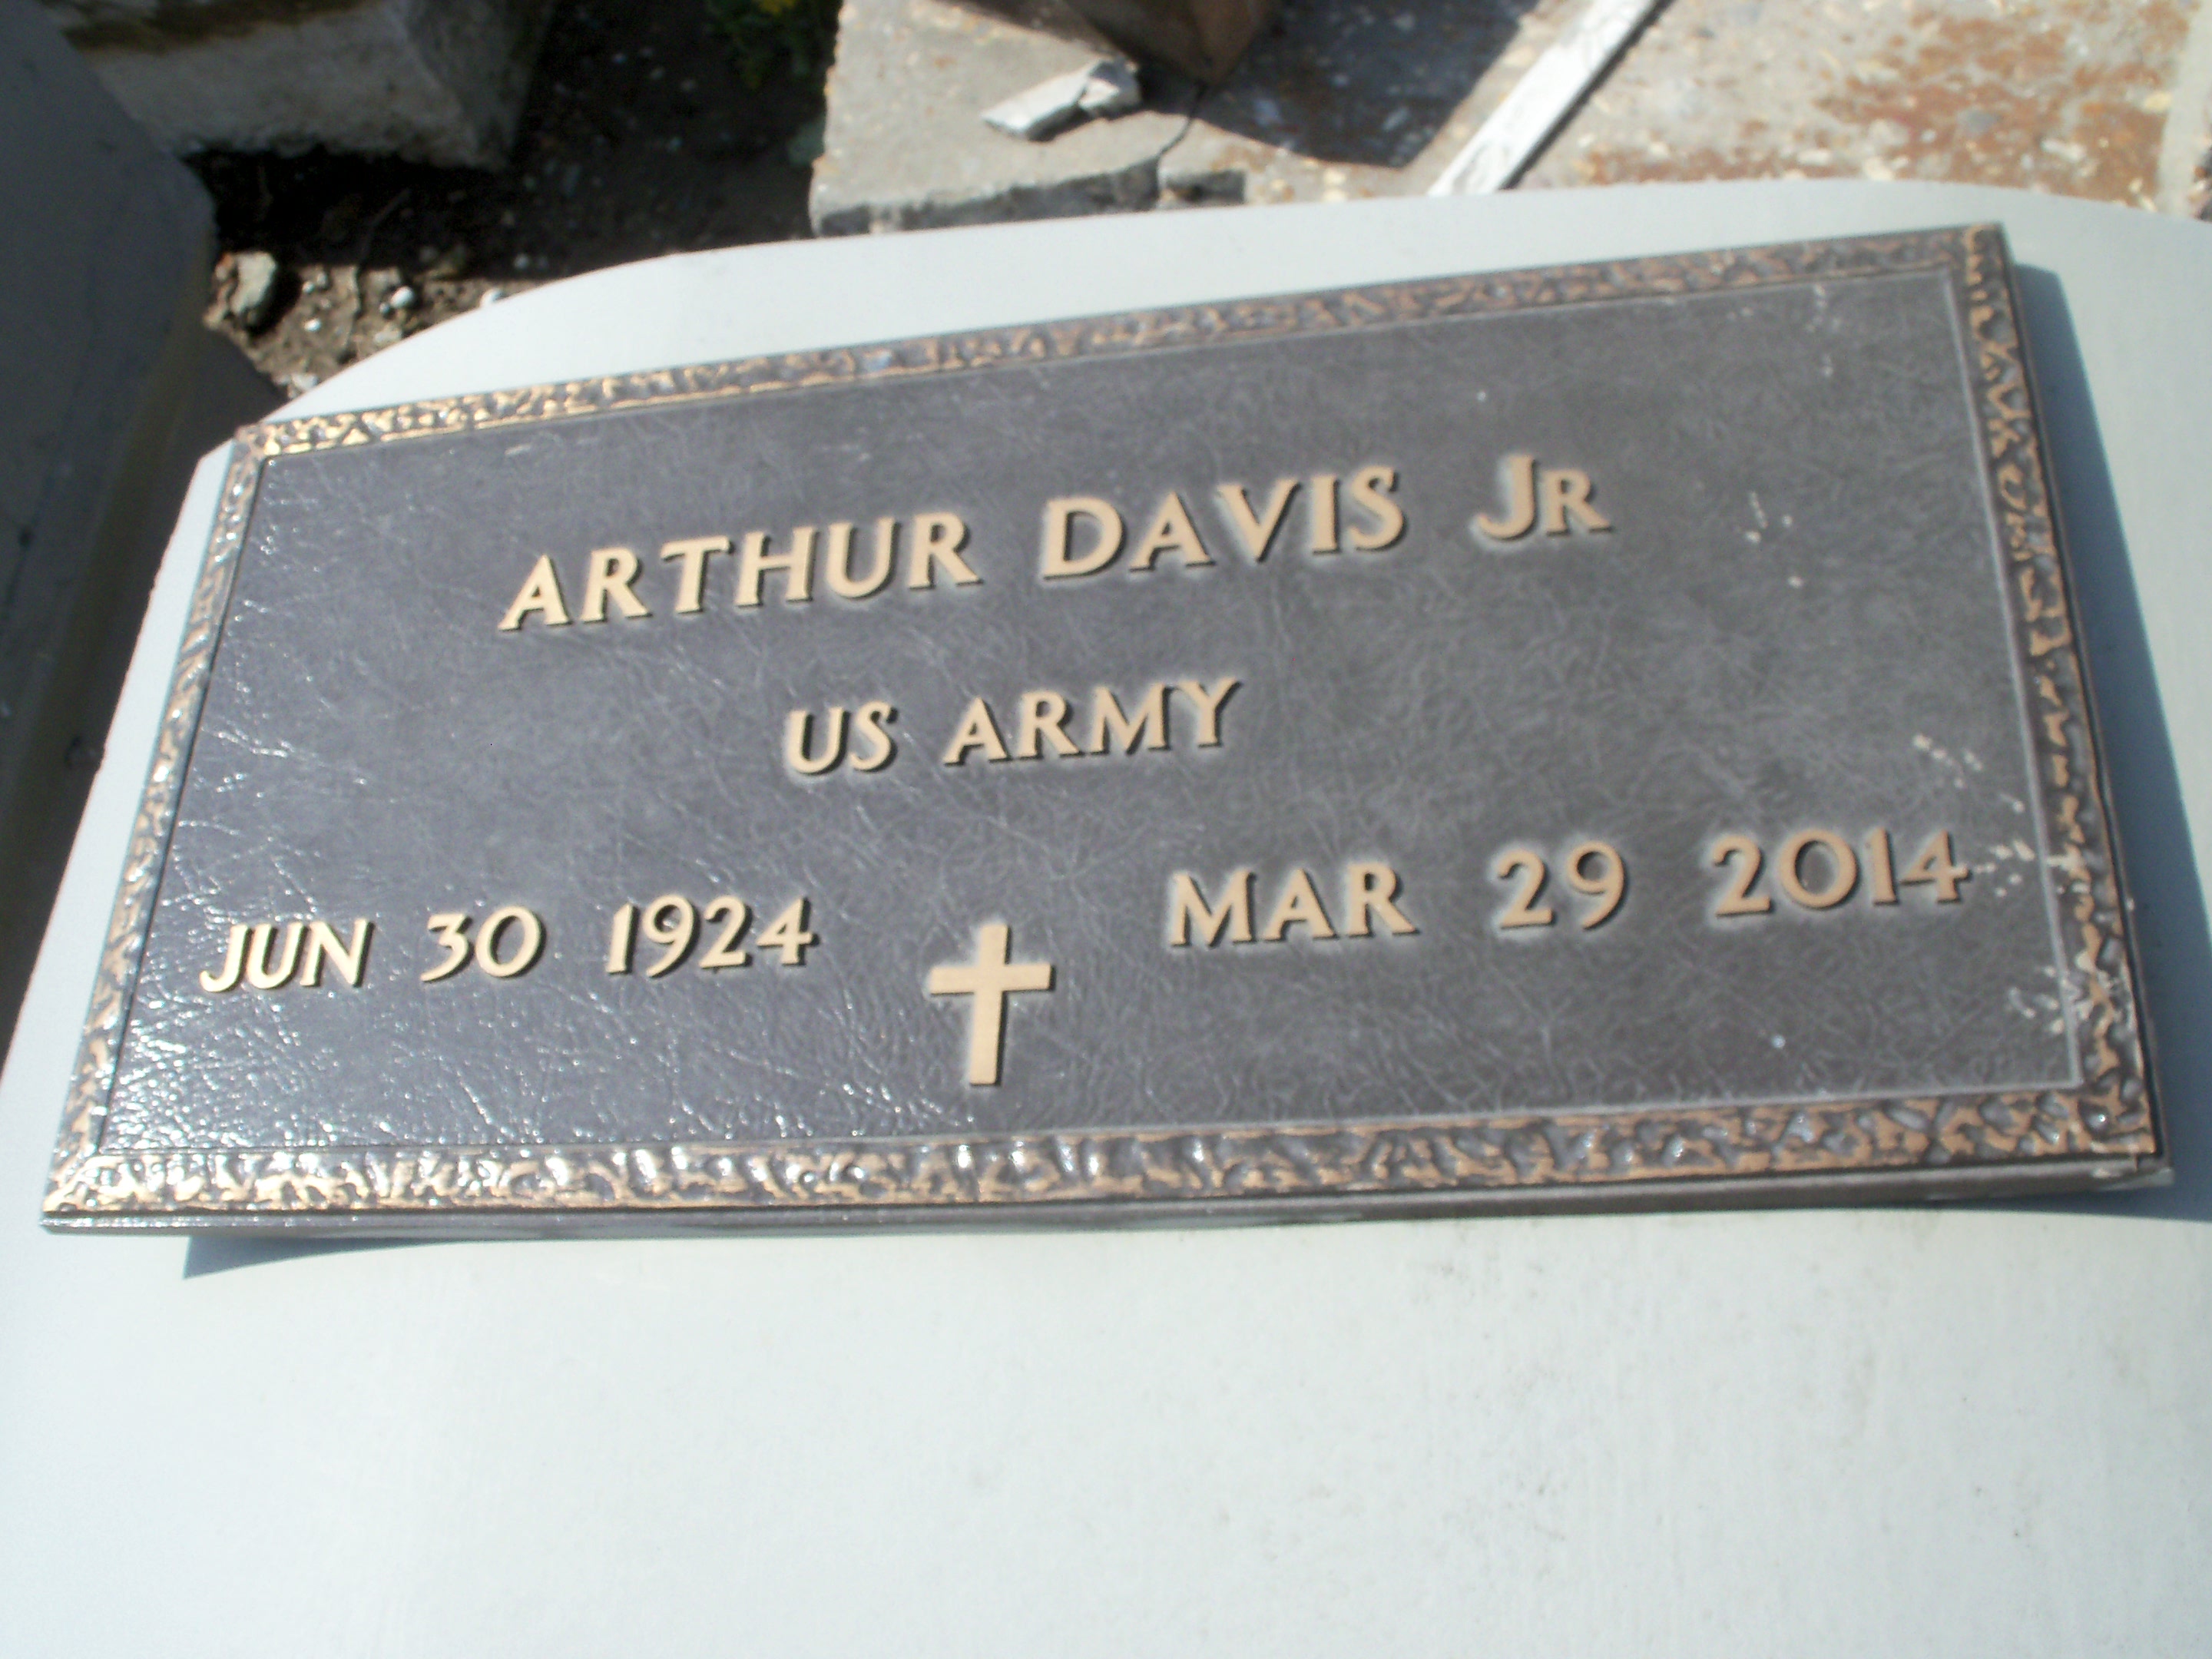 ARTHUR DAVIS JR
US ARMY
JUN 30 1924 MAR 29 2014